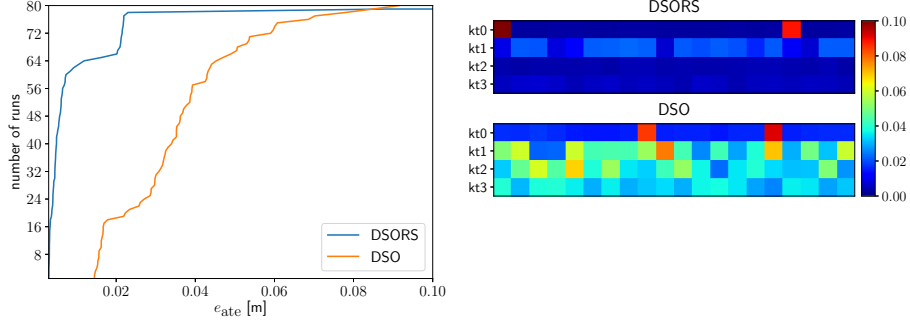 80
72
64
56
48
40
32
24
16
8
number of runs
0.02
0.04
0.06
0.08
0.10
e_ate [m]
DSORS
DSO
DSORS
kt0
kt1
kt2
kt3
DSO
kt0
kt1
kt2
kt3
0.10
0.08
0.06
0.04
0.02
0.00